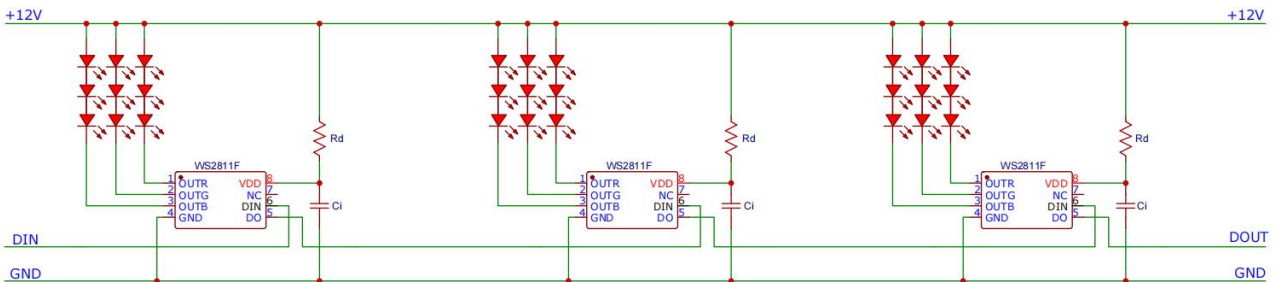 +12V +12V
Rd Rd Rd
WS2811F WS2811F WS2811F
1 OUTR VDD 8 1 OUTR VDD 8 1 OUTR VDD 8
2 OUTG NC 7 2 OUTG NC 7 2 OUTG NC 7
3 OUTB DIN 6 Ci 3 OUTB DIN 6 Ci 3 OUTB DIN 6 Ci
4 GND DO 5 4 GND DO 5 4 GND DO 5
DIN DOUT
GND GND